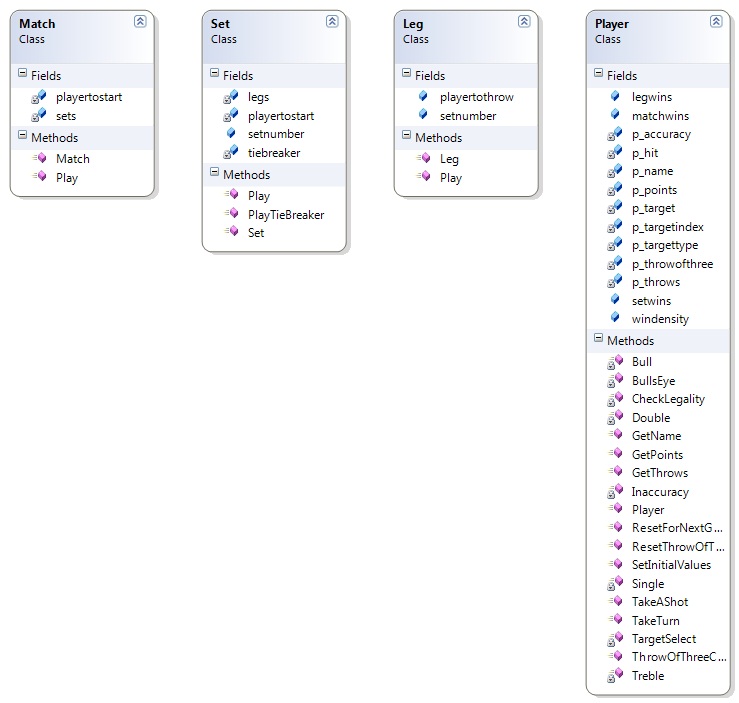 Match
Class
Fields
playertostart
sets
Methods
Match
Play
Set
Class
Fields
legs
playertostart
setnumber
tiebreaker
Methods
Play
PlayTieBreaker
Set
Leg
Class
Fields
playertothrow
setnumber
Methods
Leg
Play
Player
Class
Fields
legwins
matchwins
p_accuracy
p_hit
p_name
p_points
p_target
p_targetindex
p_targettype
p_throwofthree
p_throws
setwins
windensity
Methods
Bull
BullsEye
CheckLegality
Double
GetName
GetPoints
GetThrows
Inaccuracy
Player
ResetForNextG...
ResetThrowOfT...
SetInitialValues
Single
TakeAShot
TakeTurn
TargetSelect
ThrowOfThreeC...
Treble